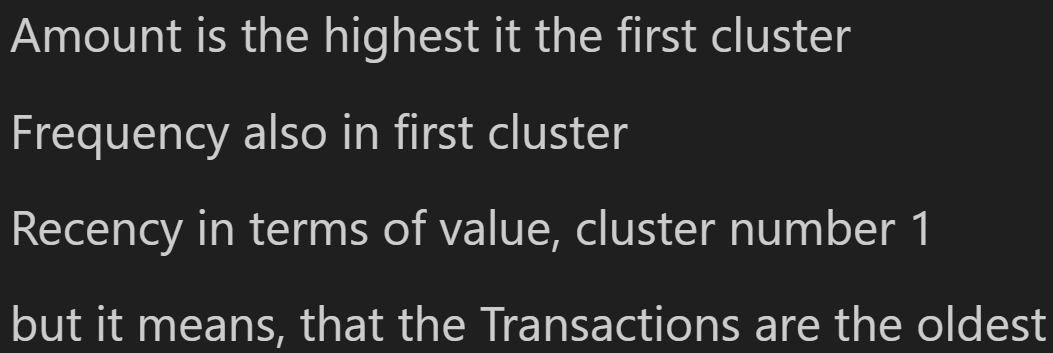 Amount is the highest it the first cluster
Frequency also in first cluster
Recency in terms of value, cluster number 1
but it means, that the Transactions are the oldest